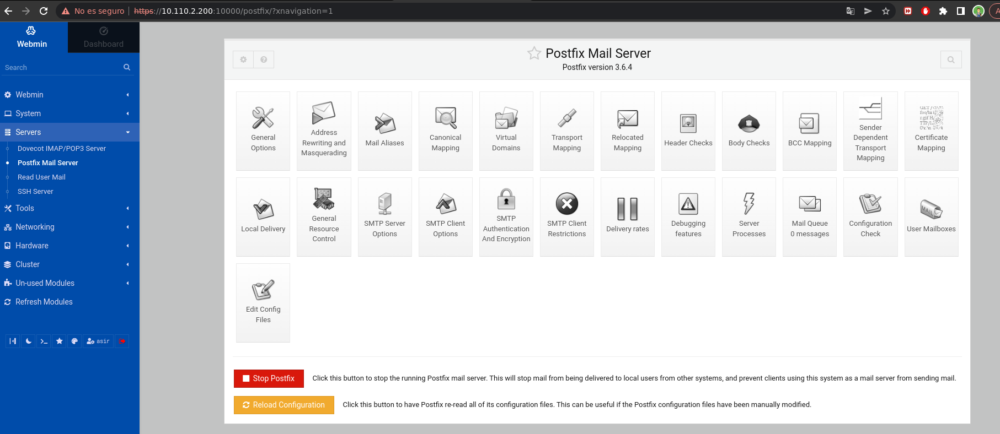 No es seguro https://10.110.2.200:10000/postfix/?xnavigation=1
Webmin
Dashboard
Search
Webmin
System
Servers
Dovecot IMAP/POP3 Server
Postfix Mail Server
Read User Mail
SSH Server
Tools
Networking
Hardware
Cluster
Un-used Modules
Refresh Modules
asir
Postfix Mail Server
Postfix version 3.6.4
General
Options
Address
Rewriting and
Masquerading
Mail Aliases
Canonical
Mapping
Virtual
Domains
Transport
Mapping
Relocated
Mapping
Header Checks
Body Checks
BCC Mapping
Sender
Dependent
Transport
Mapping
Certificate
Mapping
Local Delivery
General
Resource
Control
SMTP Server
Options
SMTP Client
Options
SMTP
Authentication
And Encryption
SMTP Client
Restrictions
Delivery rates
Debugging
features
Server
Processes
Mail Queue
0 messages
Configuration
Check
MAIL
User Mailboxes
Edit Config
Files
Stop Postfix
Click this button to stop the running Postfix mail server. This will stop mail from being delivered to local users from other systems, and prevent clients using this system as a mail server from sending mail.
Reload Configuration
Click this button to have Postfix re-read all of its configuration files. This can be useful if the Postfix configuration files have been manually modified.